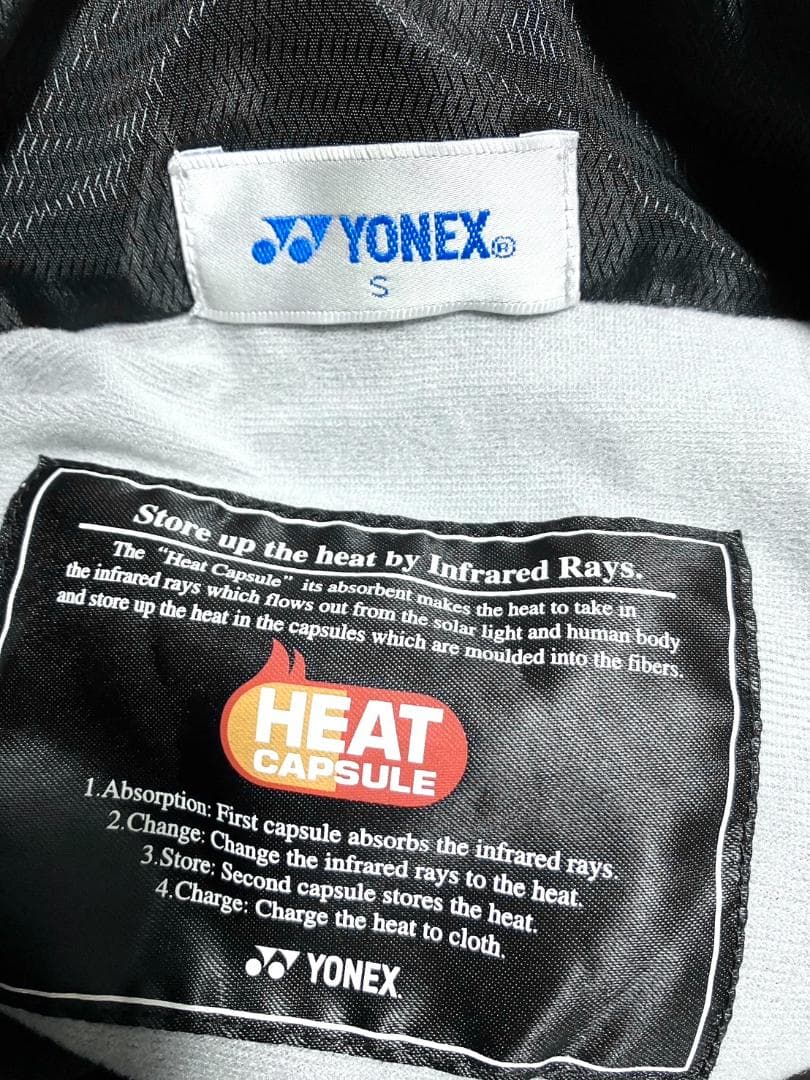 YONEX®
S
Store up the heat by Infrared Rays.
The "Heat Capsule" its absorbent makes the heat to take in
the infrared rays which flows out from the solar light and human body
and store up the heat in the capsules which are moulded into the fibers.
HEAT
CAPSULE
1.Absorption: First capsule absorbs the infrared rays.
2.Change: Change the infrared rays to the heat.
3.Store: Second capsule stores the heat.
4.Charge: Charge the heat to cloth.
YONEX